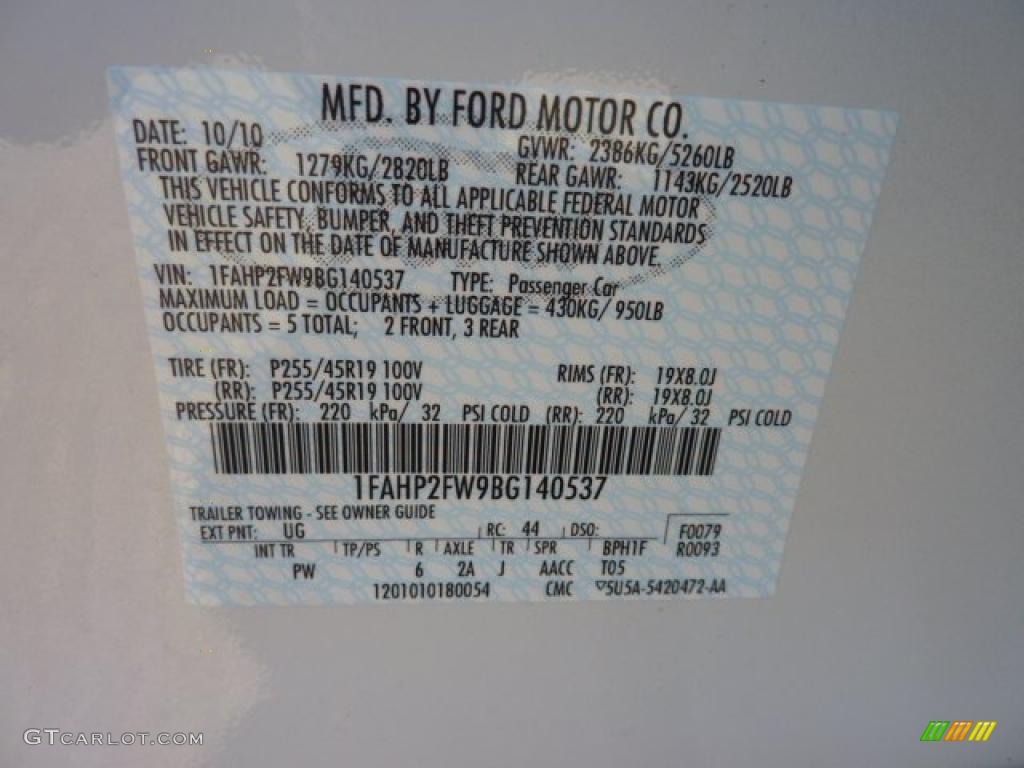 MFD. BY FORD MOTOR CO.
DATE: 10/10 GVWR: 2386KG/5260LB
FRONT GAWR: 1279KG/2820LB REAR GAWR: 1143KG/2520LB
THIS VEHICLE CONFORMS TO ALL APPLICABLE FEDERAL MOTOR
VEHICLE SAFETY, BUMPER, AND THEFT PREVENTION STANDARDS
IN EFFECT ON THE DATE OF MANUFACTURE SHOWN ABOVE.
VIN: 1FAHP2FW9BG140537 TYPE: Passenger Car
MAXIMUM LOAD = OCCUPANTS + LUGGAGE = 430KG/ 950LB
OCCUPANTS = 5 TOTAL; 2 FRONT, 3 REAR
TIRE (FR): P255/45R19 100V RIMS (FR): 19X8.0J
(RR): P255/45R19 100V (RR): 19X8.0J
PRESSURE (FR): 220 kPa/ 32 PSI COLD (RR): 220 kPa/ 32 PSI COLD
1FAHP2FW9BG140537
TRAILER TOWING - SEE OWNER GUIDE
EXT PNT: UG RC: 44 DSO: F0079
INT TR TP/PS R AXLE TR SPR BPH1F R0093
PW 6 2A J AACC T05
1201010180054 CMC ▽5U5A-5420472-AA
GTCARLOT.COM